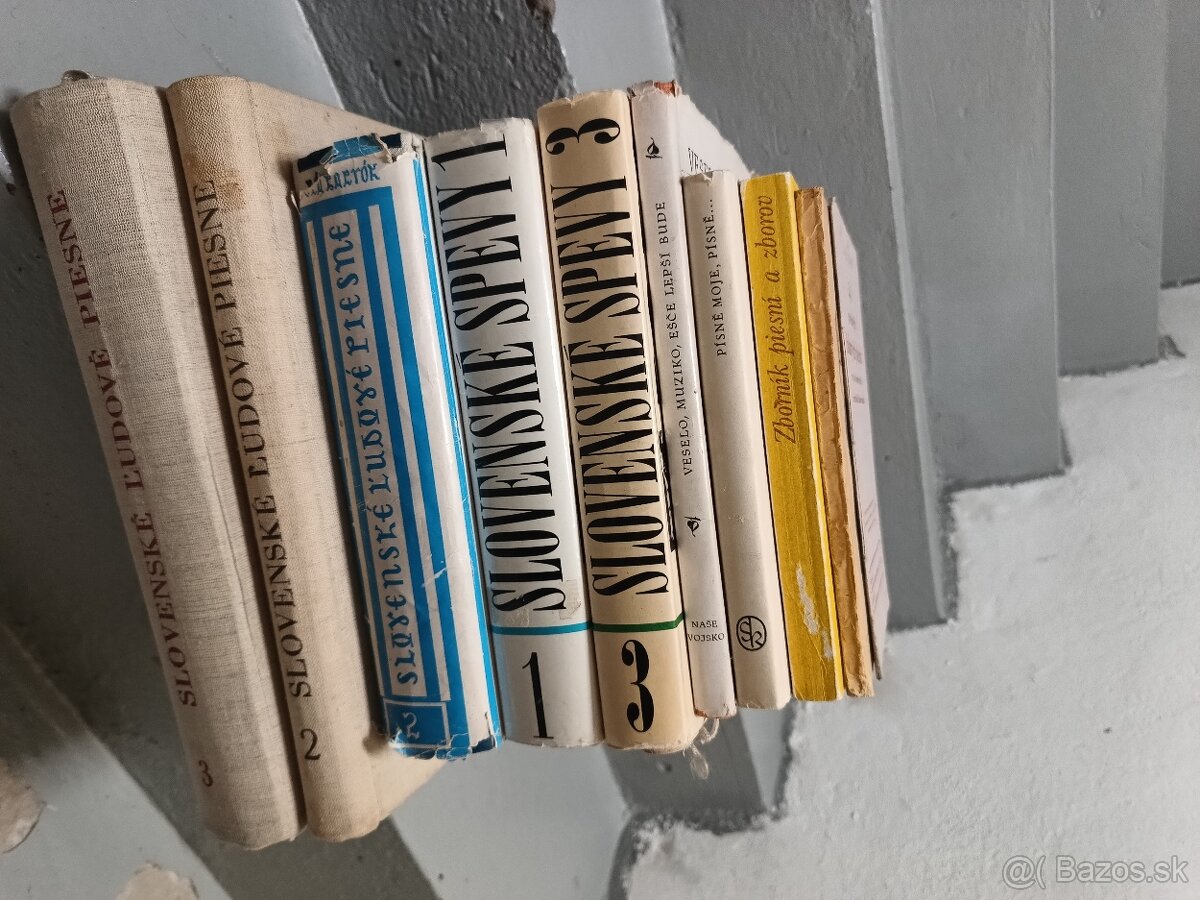 SLOVENSKÉ ĽUDOVÉ PIESNE
3
SLOVENSKÉ ĽUDOVÉ PIESNE
2
BARTÓK
SLOVENSKÉ ĽUDOVÉ PIESNE
2
SLOVENSKÉ SPEVY 1
1
SLOVENSKÉ SPEVY 3
3
VESELO, MUZIKO, EŠČE LEPŠÍ BUDE
NAŠE
VOJSKO
PÍSNĚ MOJE, PÍSNĚ...
Zborník piesní a zborov
@( Bazos.sk